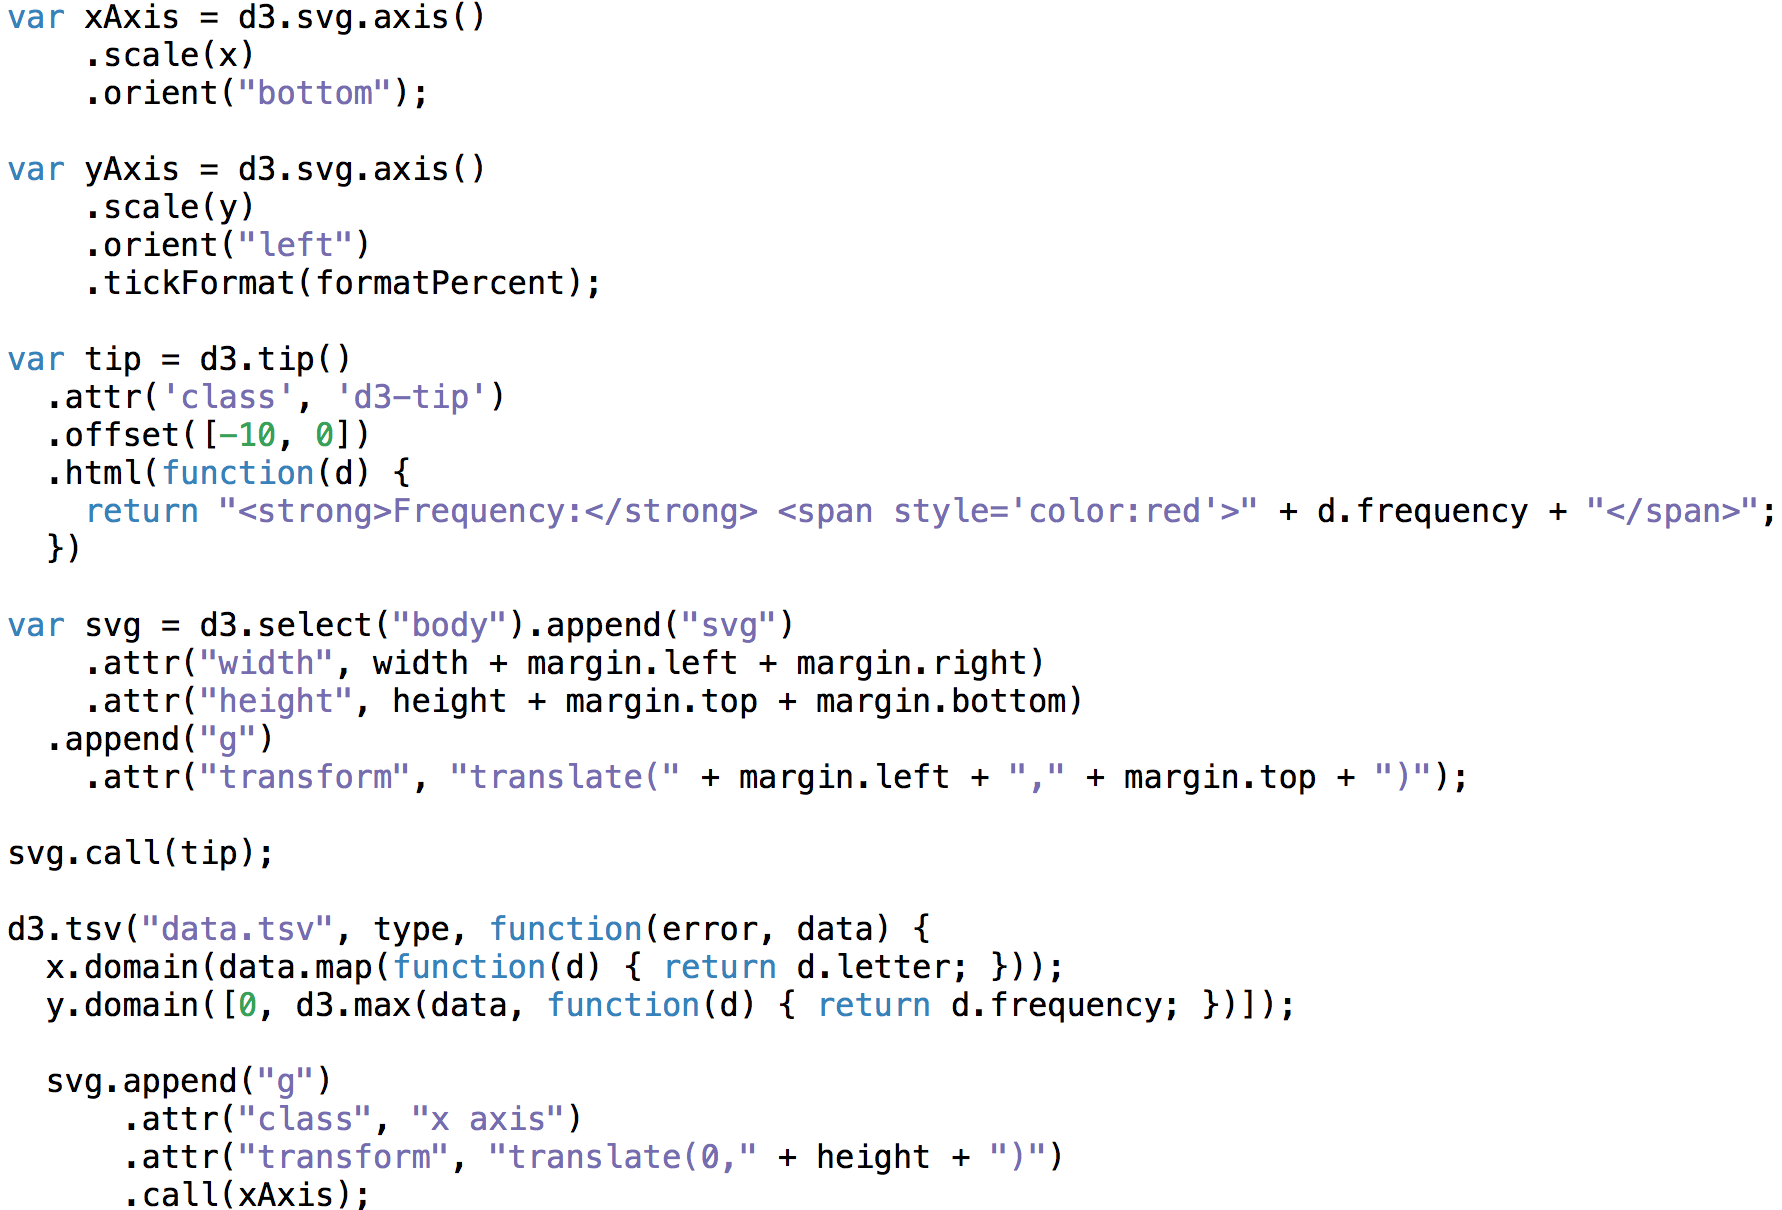 var xAxis = d3.svg.axis()
    .scale(x)
    .orient("bottom");

var yAxis = d3.svg.axis()
    .scale(y)
    .orient("left")
    .tickFormat(formatPercent);

var tip = d3.tip()
  .attr('class', 'd3-tip')
  .offset([-10, 0])
  .html(function(d) {
    return "<strong>Frequency:</strong> <span style='color:red'>" + d.frequency + "</span>";
  })

var svg = d3.select("body").append("svg")
    .attr("width", width + margin.left + margin.right)
    .attr("height", height + margin.top + margin.bottom)
  .append("g")
    .attr("transform", "translate(" + margin.left + "," + margin.top + ")");

svg.call(tip);

d3.tsv("data.tsv", type, function(error, data) {
  x.domain(data.map(function(d) { return d.letter; }));
  y.domain([0, d3.max(data, function(d) { return d.frequency; })]);

  svg.append("g")
      .attr("class", "x axis")
      .attr("transform", "translate(0," + height + ")")
      .call(xAxis);